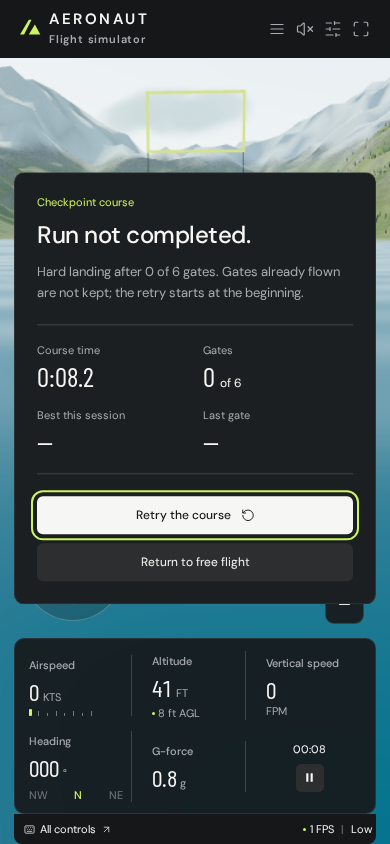 AERONAUT
Flight simulator
Checkpoint course
Run not completed.
Hard landing after 0 of 6 gates. Gates already flown
are not kept; the retry starts at the beginning.
Course time
Gates
0:08.2
0 of 6
Best this session
Last gate
—
—
Retry the course
Return to free flight
Airspeed
Altitude
Vertical speed
0 KTS
41 FT
0
8 ft AGL
FPM
Heading
G-force
00:08
000 °
0.8 g
NW N NE
All controls
1 FPS | Low